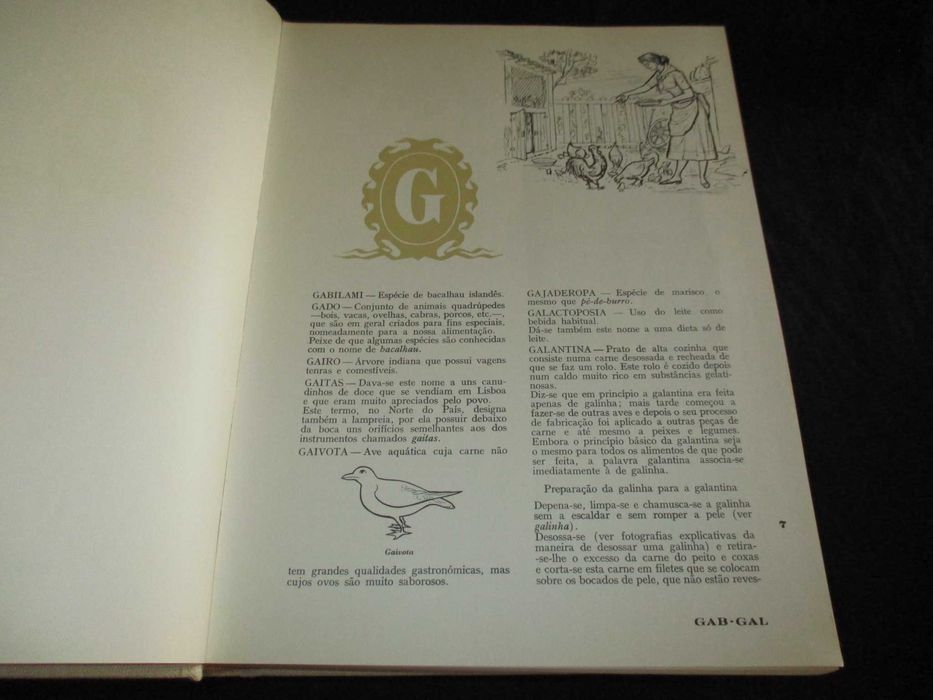 G
GABILAMI — Espécie de bacalhau islandês.
GADO — Conjunto de animais quadrúpedes
—bois, vacas, ovelhas, cabras, porcos, etc.—,
que são em geral criados para fins especiais,
nomeadamente para a nossa alimentação.
Peixe de que algumas espécies são conhecidas
com o nome de bacalhau.
GAIRO — Árvore indiana que possui vagens
tenras e comestíveis.
GAITAS — Dava-se este nome a uns canu-
dinhos de doce que se vendiam em Lisboa
e que eram muito apreciados pelo povo.
Este termo, no Norte do País, designa
também a lampreia, por ela possuir debaixo
da boca uns orifícios semelhantes aos dos
instrumentos chamados gaitas.
GAIVOTA — Ave aquática cuja carne não
Gaivota
tem grandes qualidades gastronómicas, mas
cujos ovos são muito saborosos.
GAJADEROPA — Espécie de marisco, o
mesmo que pé-de-burro.
GALACTOPOSIA — Uso do leite como
bebida habitual.
Dá-se também este nome a uma dieta só de
leite.
GALANTINA — Prato de alta cozinha que
consiste numa carne desossada e recheada de
que se faz um rolo. Este rolo é cozido depois
num caldo muito rico em substâncias gelati-
nosas.
Diz-se que em princípio a galantina era feita
apenas de galinha; mais tarde começou a
fazer-se de outras aves e depois o seu processo
de fabricação foi aplicado a outras peças de
carne e até mesmo a peixes e legumes.
Embora o princípio básico da galantina seja
o mesmo para todos os alimentos de que pode
ser feita, a palavra galantina associa-se
imediatamente à de galinha.
Preparação da galinha para a galantina
Depena-se, limpa-se e chamusca-se a galinha
sem a escaldar e sem romper a pele (ver
galinha).
Desossa-se (ver fotografias explicativas da
maneira de desossar uma galinha) e retira-
-se-lhe o excesso da carne do peito e coxas
e corta-se esta carne em filetes que se colocam
sobre os bocados de pele, que não estão reves-
7
GAB-GAL